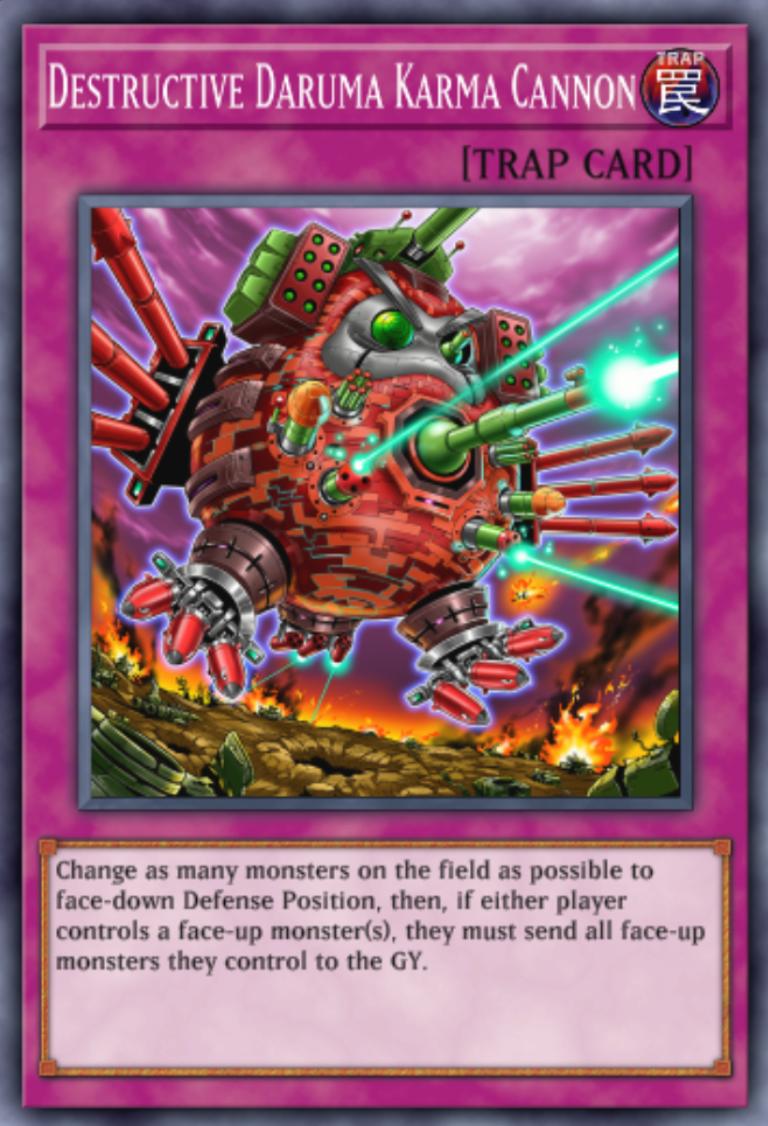 DESTRUCTIVE DARUMA KARMA CANNON
TRAP
罠
[TRAP CARD]
Change as many monsters on the field as possible to
face-down Defense Position, then, if either player
controls a face-up monster(s), they must send all face-up
monsters they control to the GY.